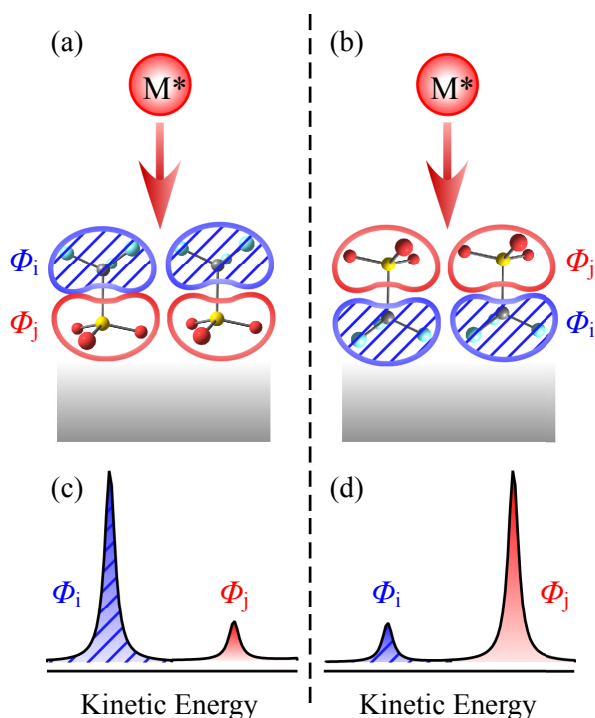 (a)
(b)
M*
M*
Φi
Φj
Φj
Φi
(c)
(d)
Φi
Φj
Φi
Φj
Kinetic Energy
Kinetic Energy